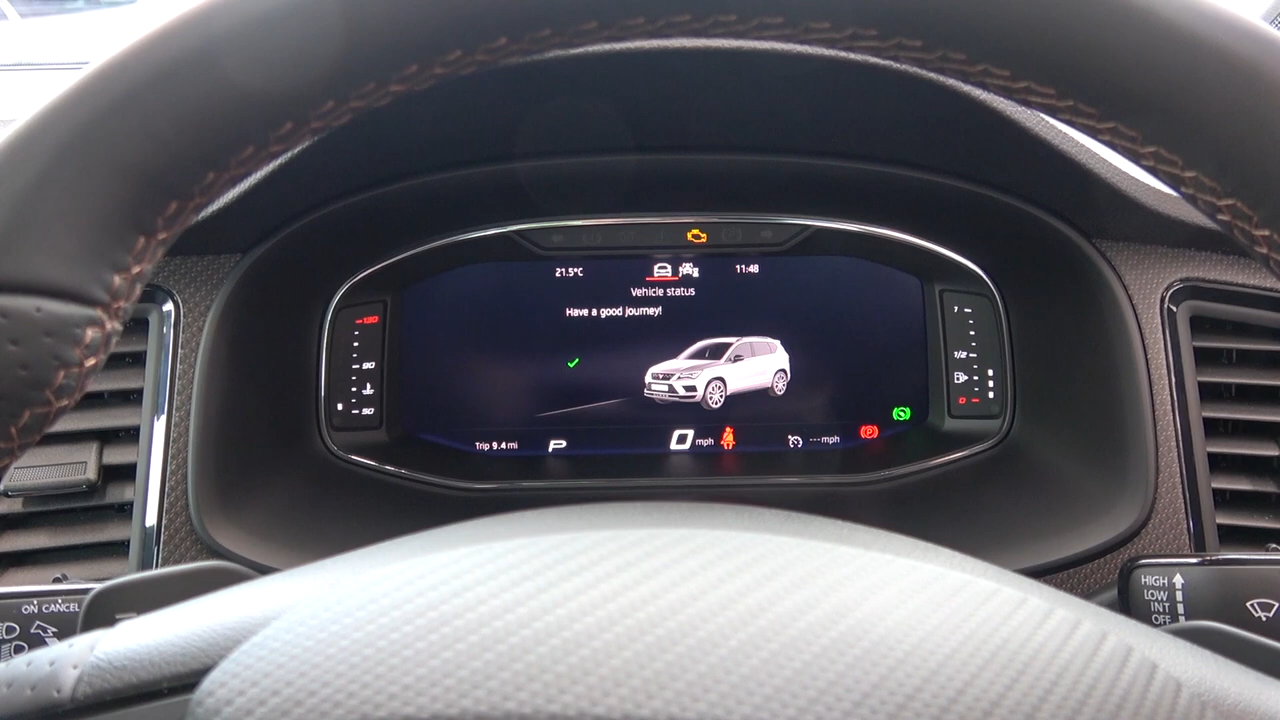 21.5°C
11:48
Vehicle status
Have a good journey!
130
90
50
1
1/2
0
Trip 9.4 mi
P
0 mph
--- mph
P
ON CANCEL
HIGH
LOW
INT
OFF